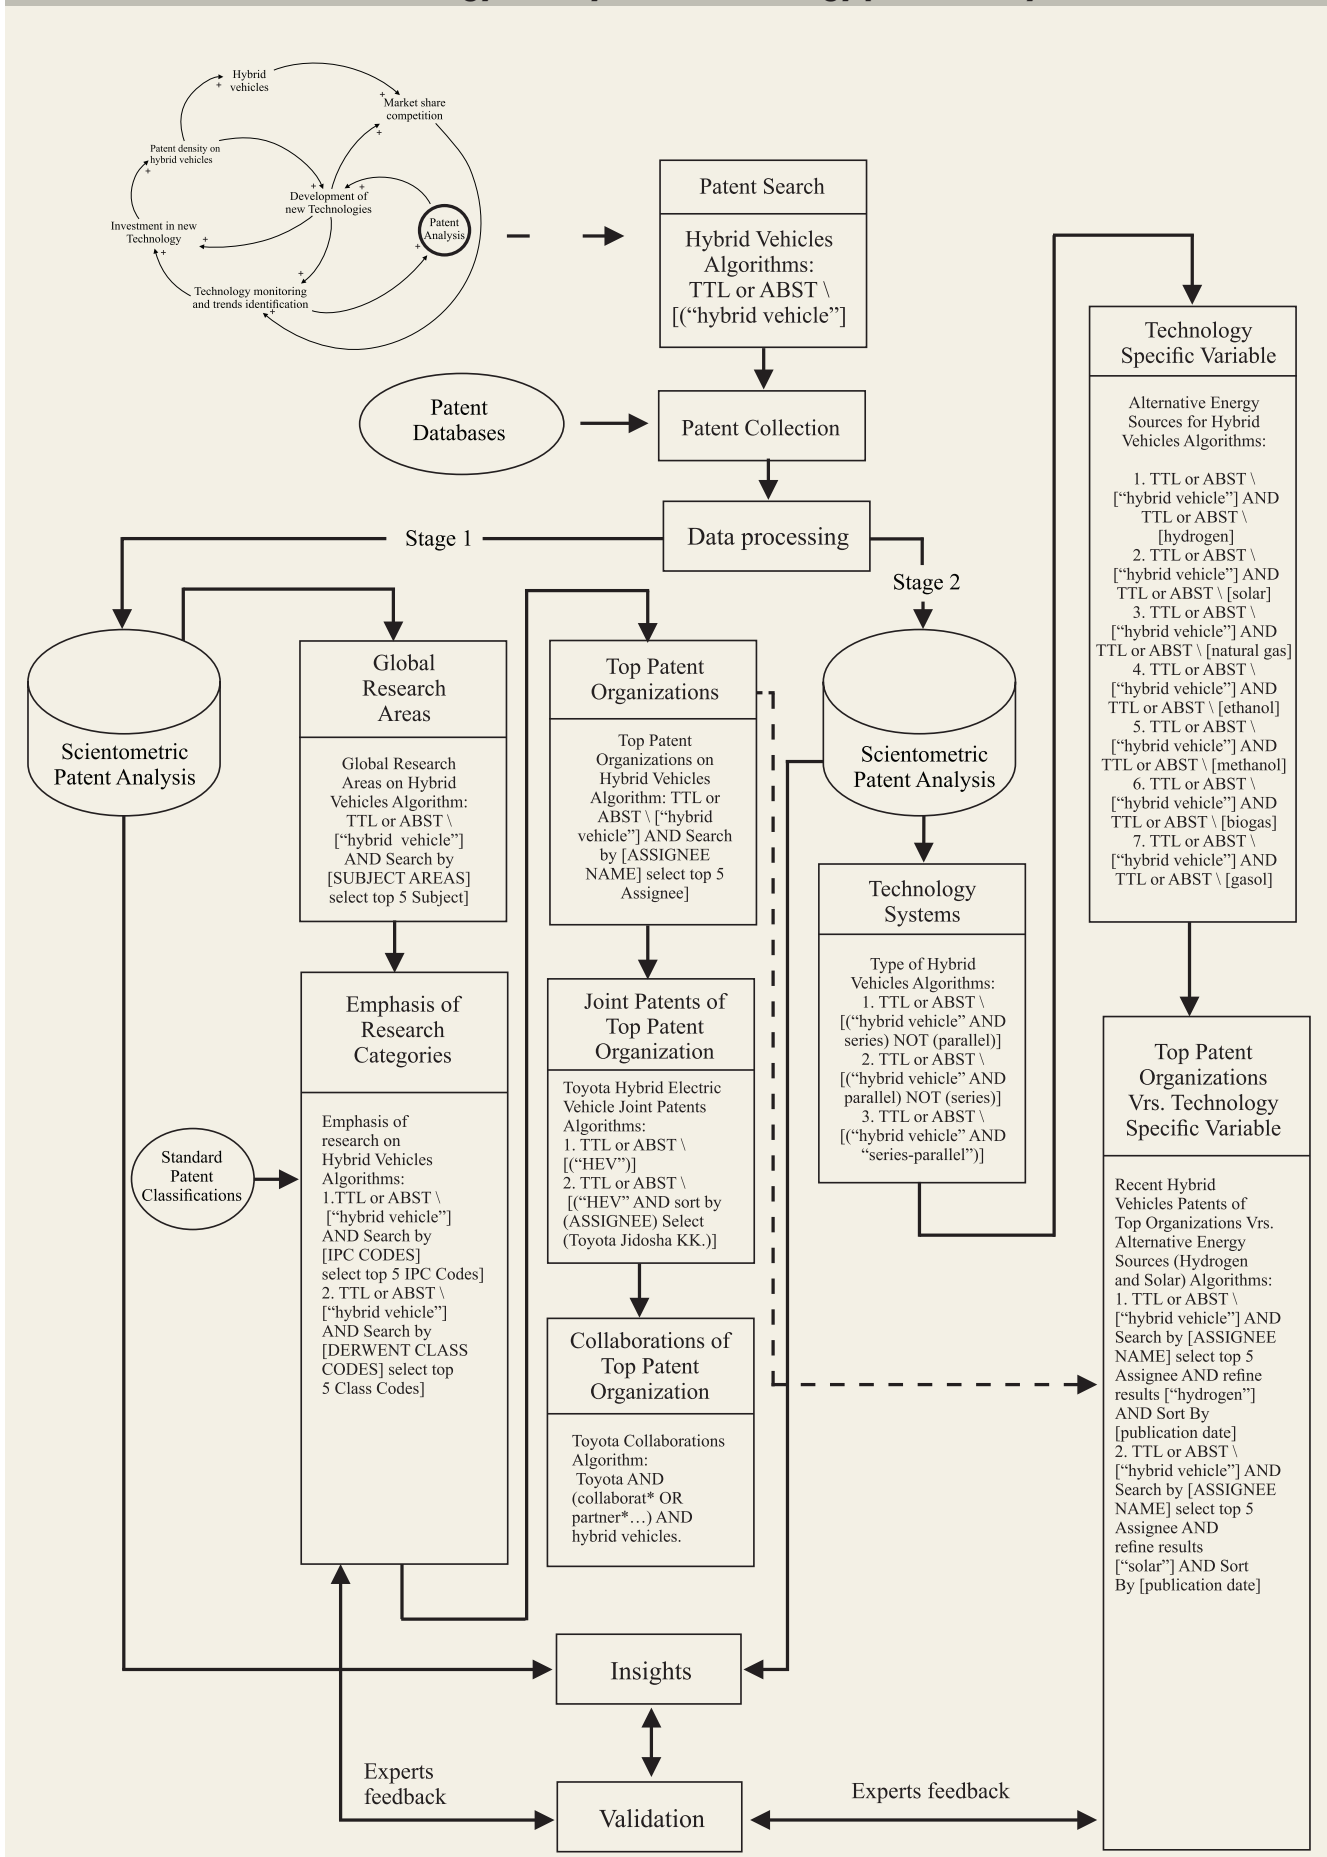 Hybrid
vehicles
Market share
competition
Patent density on
hybrid vehicles
Development of
new Technologies
Patent
Analysis
Investment in new
Technology
Technology monitoring
and trends identification
+
+
+
+
+
+
+
+
+
+
+
Patent Search
Hybrid Vehicles
Algorithms:
TTL or ABST \
[(“hybrid vehicle”]
Patent
Databases
Patent Collection
Data processing
Stage 1
Stage 2
Scientometric
Patent Analysis
Global
Research
Areas
Global Research
Areas on Hybrid
Vehicles Algorithm:
TTL or ABST \
[“hybrid vehicle”]
AND Search by
[SUBJECT AREAS]
select top 5 Subject]
Emphasis of
Research
Categories
Emphasis of
research on
Hybrid Vehicles
Algorithms:
1.TTL or ABST \
[“hybrid vehicle”]
AND Search by
[IPC CODES]
select top 5 IPC Codes]
2. TTL or ABST \
[“hybrid vehicle”]
AND Search by
[DERWENT CLASS
CODES] select top
5 Class Codes]
Standard
Patent
Classifications
Top Patent
Organizations
Top Patent
Organizations on
Hybrid Vehicles
Algorithm: TTL or
ABST \ [“hybrid
vehicle”] AND Search
by [ASSIGNEE
NAME] select top 5
Assignee]
Joint Patents of
Top Patent
Organization
Toyota Hybrid Electric
Vehicle Joint Patents
Algorithms:
1. TTL or ABST \
[(“HEV”)]
2. TTL or ABST \
[(“HEV” AND sort by
(ASSIGNEE) Select
(Toyota Jidosha KK.)]
Collaborations of
Top Patent
Organization
Toyota Collaborations
Algorithm:
Toyota AND
(collaborat* OR
partner*…) AND
hybrid vehicles.
Scientometric
Patent Analysis
Technology
Systems
Type of Hybrid
Vehicles Algorithms:
1. TTL or ABST \
[(“hybrid vehicle” AND
series) NOT (parallel)]
2. TTL or ABST \
[(“hybrid vehicle” AND
parallel) NOT (series)]
3. TTL or ABST \
[(“hybrid vehicle” AND
“series-parallel”)]
Technology
Specific Variable
Alternative Energy
Sources for Hybrid
Vehicles Algorithms:
1. TTL or ABST \
[“hybrid vehicle”] AND
TTL or ABST \
[hydrogen]
2. TTL or ABST \
[“hybrid vehicle”] AND
TTL or ABST \ [solar]
3. TTL or ABST \
[“hybrid vehicle”] AND
TTL or ABST \ [natural gas]
4. TTL or ABST \
[“hybrid vehicle”] AND
TTL or ABST \ [ethanol]
5. TTL or ABST \
[“hybrid vehicle”] AND
TTL or ABST \ [methanol]
6. TTL or ABST \
[“hybrid vehicle”] AND
TTL or ABST \ [biogas]
7. TTL or ABST \
[“hybrid vehicle”] AND
TTL or ABST \ [gasol]
Top Patent
Organizations
Vrs. Technology
Specific Variable
Recent Hybrid
Vehicles Patents of
Top Organizations Vrs.
Alternative Energy
Sources (Hydrogen
and Solar) Algorithms:
1. TTL or ABST \
[“hybrid vehicle”] AND
Search by [ASSIGNEE
NAME] select top 5
Assignee AND refine
results [“hydrogen”]
AND Sort By
[publication date]
2. TTL or ABST \
[“hybrid vehicle”] AND
Search by [ASSIGNEE
NAME] select top 5
Assignee AND
refine results
[“solar”] AND Sort
By [publication date]
Insights
Experts
feedback
Validation
Experts feedback